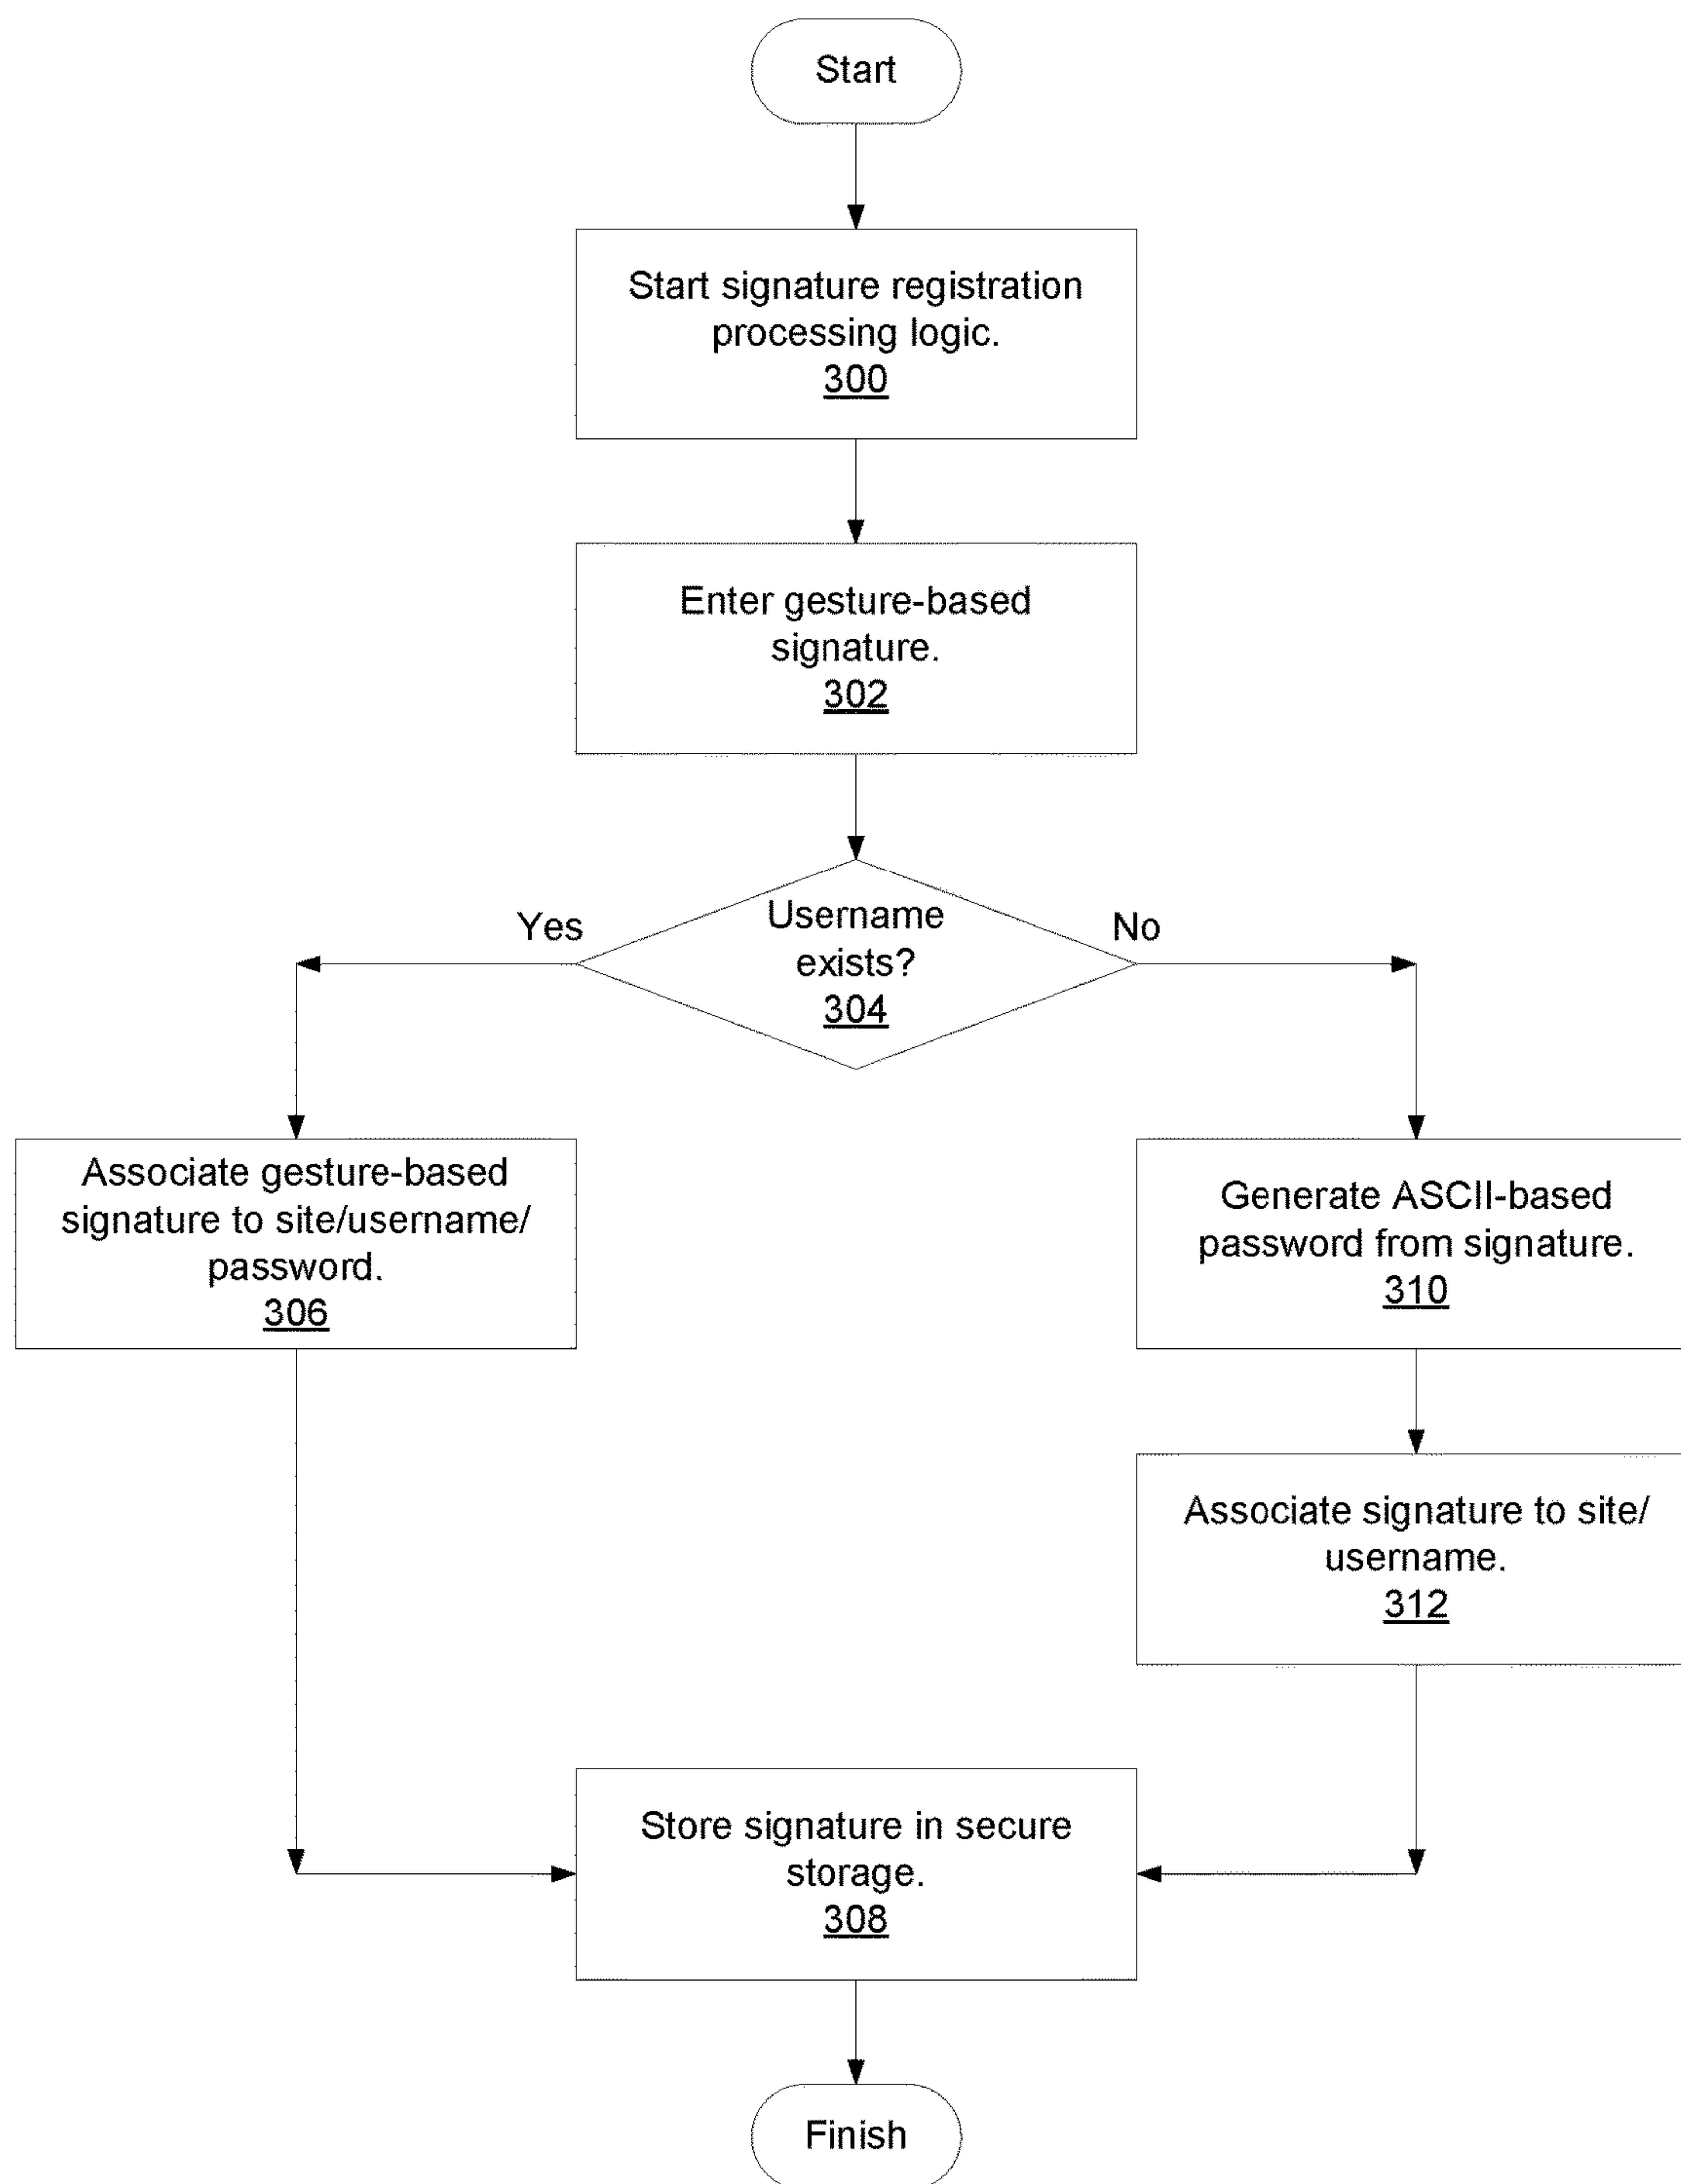 Start
Start signature registration
processing logic.
300
Enter gesture-based
signature.
302
Username
exists?
304
Yes
No
Associate gesture-based
signature to site/username/
password.
306
Generate ASCII-based
password from signature.
310
Associate signature to site/
username.
312
Store signature in secure
storage.
308
Finish